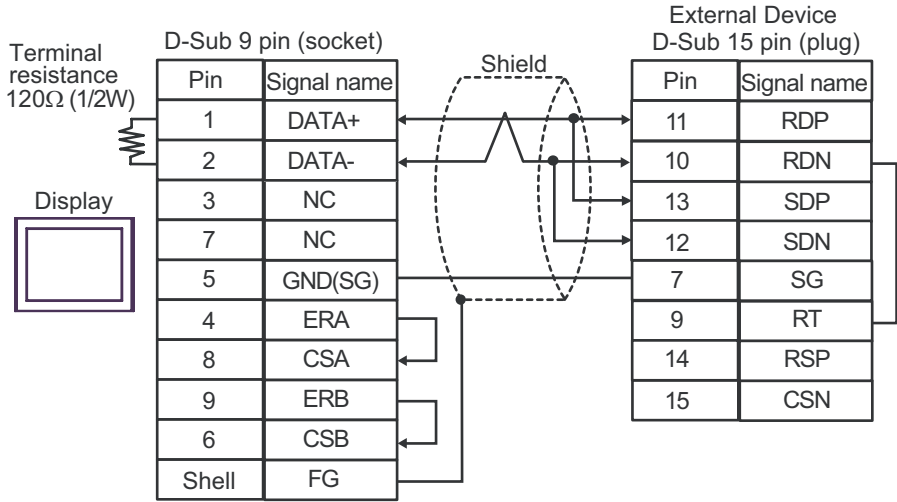 External Device
D-Sub 9 pin (socket)
D-Sub 15 pin (plug)
Terminal
resistance
120Ω (1/2W)
Shield
Pin Signal name
1 DATA+
2 DATA-
3 NC
7 NC
5 GND(SG)
4 ERA
8 CSA
9 ERB
6 CSB
Shell FG
Display
Pin Signal name
11 RDP
10 RDN
13 SDP
12 SDN
7 SG
9 RT
14 RSP
15 CSN